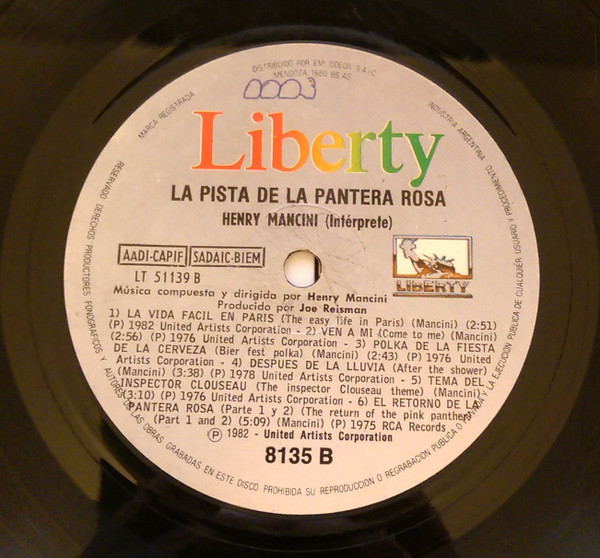 DISTRIBUIDO POR EMI ODEON S.A.I.C.
MENDOZA 1660 BS AS
0003
MARCA REGISTRADA
INDUSTRIA ARGENTINA
Liberty
LA PISTA DE LA PANTERA ROSA
HENRY MANCINI (Intérprete)
AADI-CAPIF SADAIC-BIEM
LT 51139 B
LIBERTY
Música compuesta y dirigida por Henry Mancini
Producido por Joe Reisman
1) LA VIDA FACIL EN PARIS (The easy life in Paris) (Mancini) (2:51)
(P) 1982 United Artists Corporation - 2) VEN A MI (Come to me) (Mancini)
(2:56) (P) 1976 United Artists Corporation - 3) POLKA DE LA FIESTA
DE LA CERVEZA (Bier fest polka) (Mancini) (2:43) (P) 1976 United
Artists Corporation - 4) DESPUES DE LA LLUVIA (After the shower)
(Mancini) (3:38) (P) 1978 United Artists Corporation - 5) TEMA DEL
INSPECTOR CLOUSEAU (The inspector Clouseau theme) (Mancini)
(3:10) (P) 1976 United Artists Corporation - 6) EL RETORNO DE LA
PANTERA ROSA (Parte 1 y 2) (The return of the pink panther)
(Part 1 and 2) (5:09) (Mancini) (P) 1975 RCA Records
Ⓟ 1982 - United Artists Corporation
8135 B
RESERVADO DERECHOS PRODUCTORES FONOGRAFICOS Y AUTORES DE LAS OBRAS GRABADAS EN ESTE DISCO PROHIBIDA SU REPRODUCCION O REGRABACION PUBLICA O PRIVADA Y LA EJECUCION PUBLICA DE CUALQUIER USUARIO Y PROCEDIMIENTO